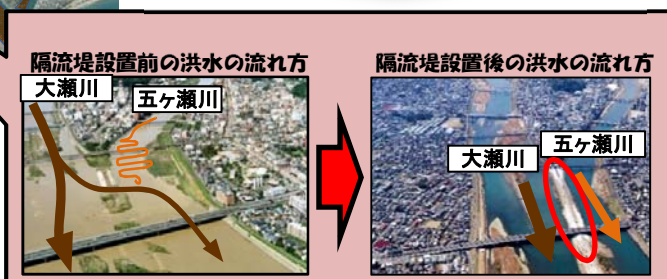 隔流堤設置前の洪水の流れ方
大瀬川
五ヶ瀬川
隔流堤設置後の洪水の流れ方
大瀬川
五ヶ瀬川